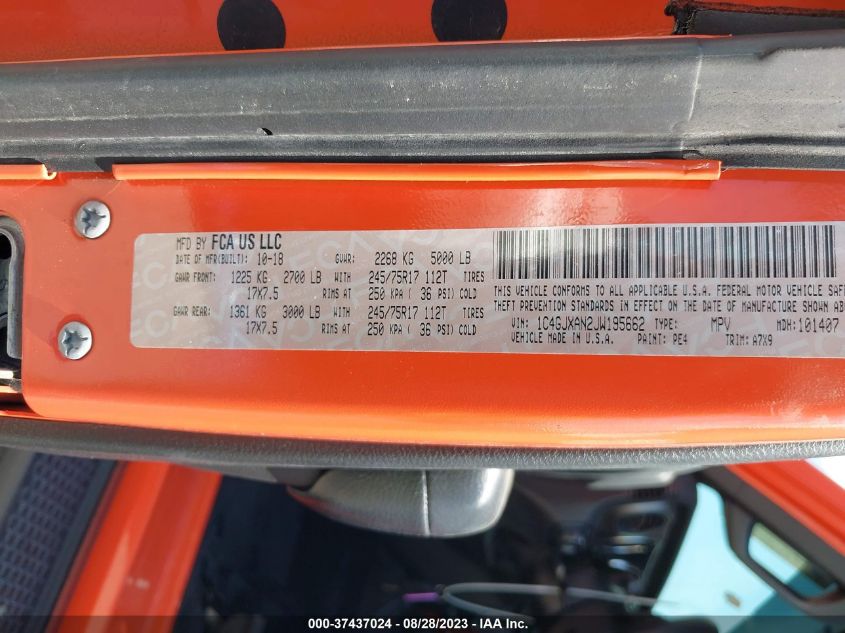 MFD BY FCA US LLC
DATE OF MFR(BUILT): 10-18 GVWR: 2268 KG 5000 LB
GAWR FRONT: 1225 KG 2700 LB WITH 245/75R17 112T TIRES
17X7.5 RIMS AT 250 KPA ( 36 PSI) COLD
GAWR REAR: 1361 KG 3000 LB WITH 245/75R17 112T TIRES
17X7.5 RIMS AT 250 KPA ( 36 PSI) COLD
THIS VEHICLE CONFORMS TO ALL APPLICABLE U.S.A. FEDERAL MOTOR VEHICLE
THEFT PREVENTION STANDARDS IN EFFECT ON THE DATE OF MANUFACTURE SHOWN
VIN: 1C4GJXAN2JW195662 TYPE: MPV MDH:101407
VEHICLE MADE IN U.S.A. PAINT: PE4 TRIM: A7X9
000-37437024 / 08/28/2023 - IAA Inc.